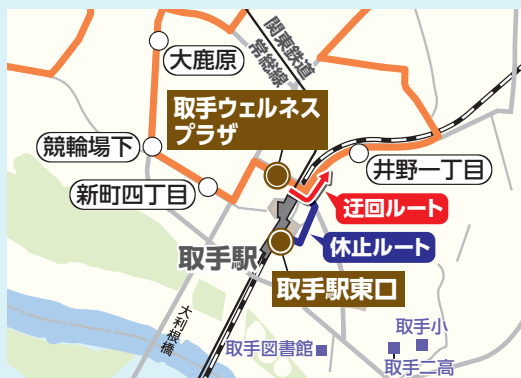 大鹿原
関東鉄道
常総線
取手ウェルネス
プラザ
競輪場下
井野一丁目
新町四丁目
迂回ルート
休止ルート
取手駅
取手駅東口
大利根橋
取手図書館
取手小
取手二高